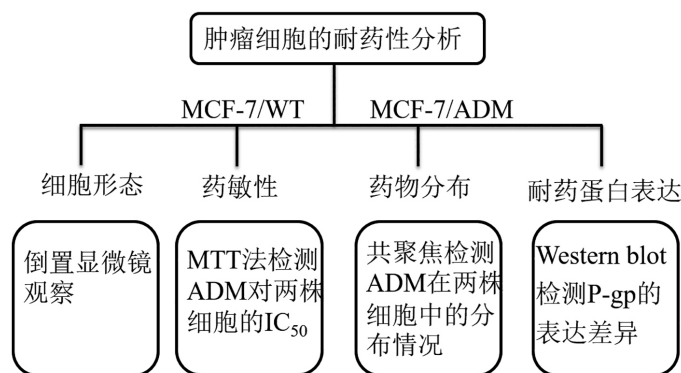 肿瘤细胞的耐药性分析
MCF-7/WT
MCF-7/ADM
细胞形态
药敏性
药物分布
耐药蛋白表达
倒置显微镜
观察
MTT法检测
ADM对两株
细胞的IC50
共聚焦检测
ADM在两株
细胞中的分
布情况
Western blot
检测P-gp的
表达差异